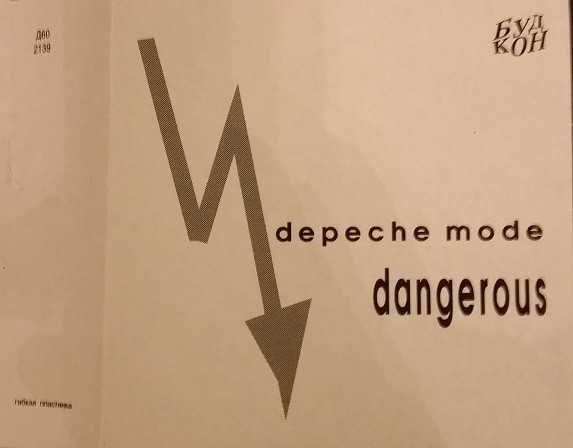 Д60
2139
БУД
КОН
depeche mode
dangerous
гибкая пластинка